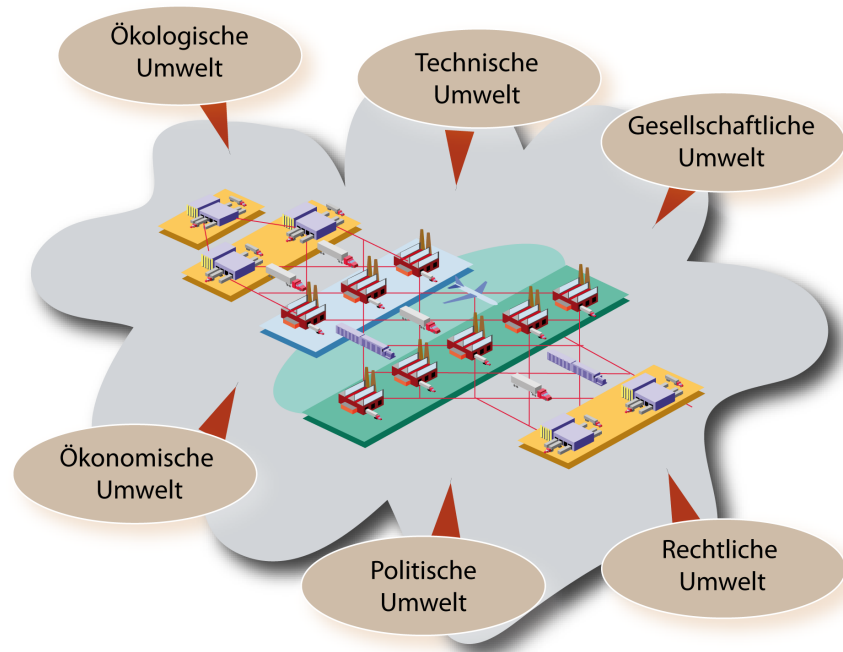 Ökologische
Umwelt
Technische
Umwelt
Gesellschaftliche
Umwelt
Ökonomische
Umwelt
Politische
Umwelt
Rechtliche
Umwelt